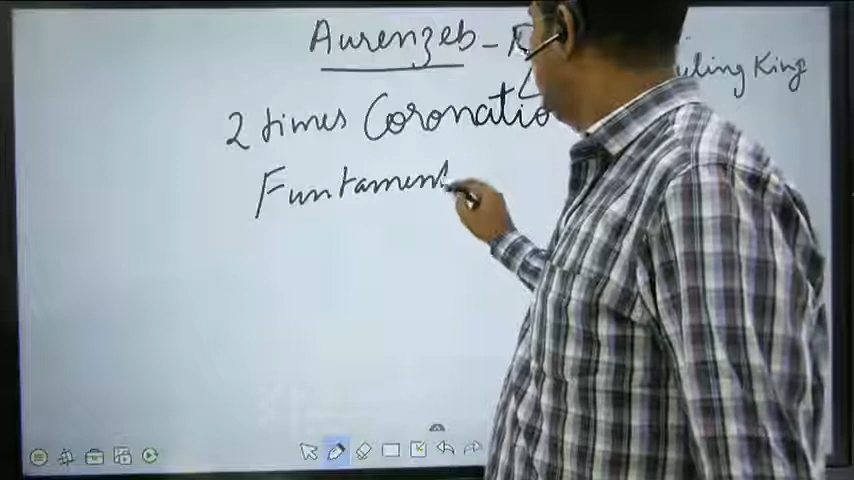 Aurenzeb - uling King
2 times Coronatio
Funtament